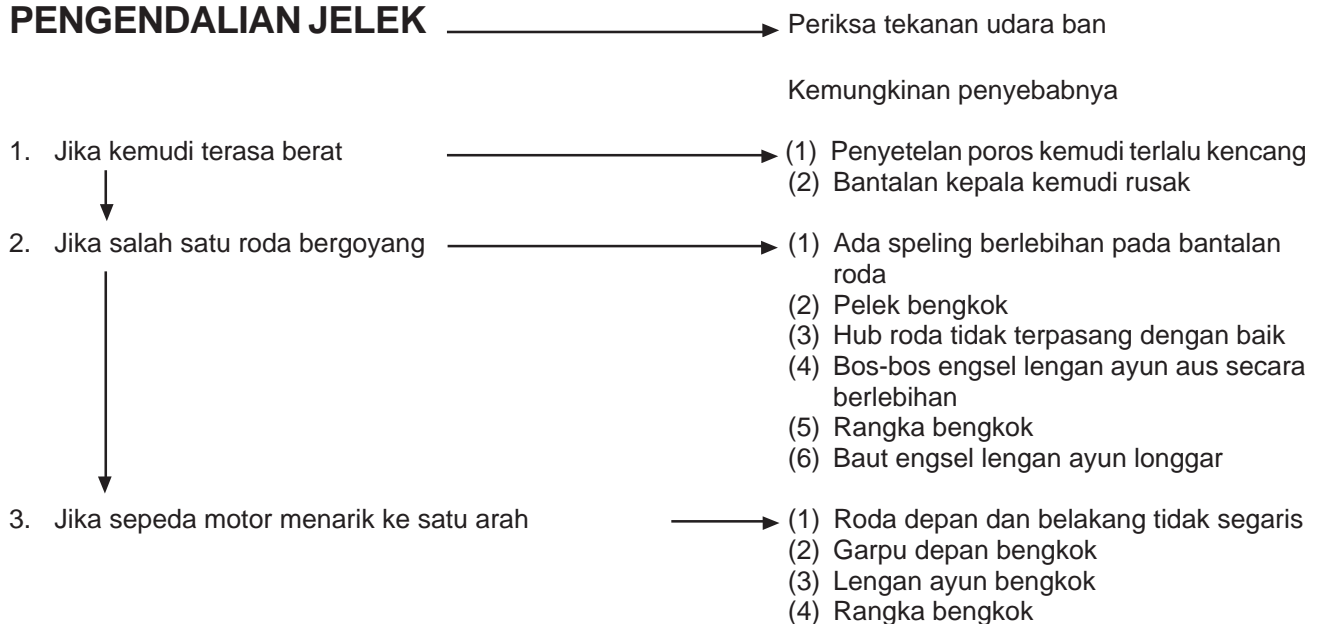 PENGENDALIAN JELEK
Periksa tekanan udara ban
Kemungkinan penyebabnya
1. Jika kemudi terasa berat
(1) Penyetelan poros kemudi terlalu kencang
(2) Bantalan kepala kemudi rusak
2. Jika salah satu roda bergoyang
(1) Ada speling berlebihan pada bantalan
roda
(2) Pelek bengkok
(3) Hub roda tidak terpasang dengan baik
(4) Bos-bos engsel lengan ayun aus secara
berlebihan
(5) Rangka bengkok
(6) Baut engsel lengan ayun longgar
3. Jika sepeda motor menarik ke satu arah
(1) Roda depan dan belakang tidak segaris
(2) Garpu depan bengkok
(3) Lengan ayun bengkok
(4) Rangka bengkok